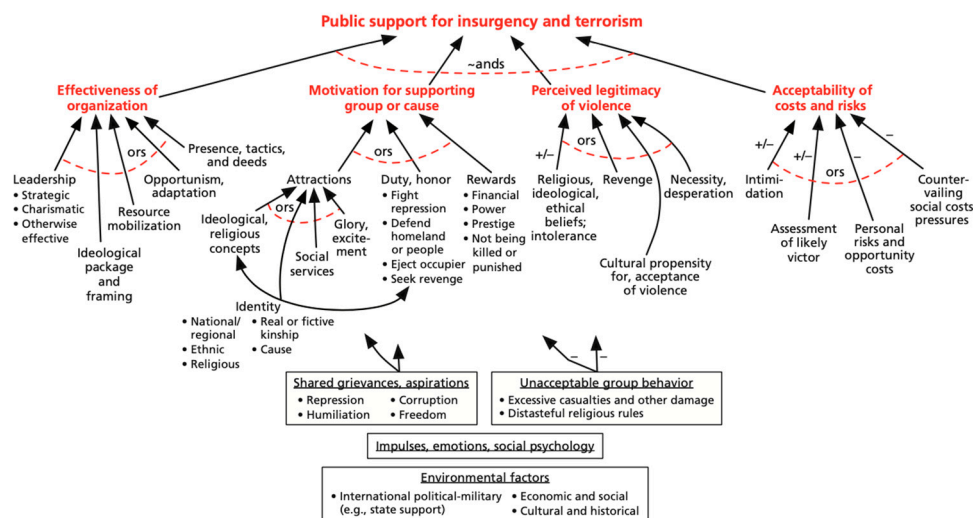 Public support for insurgency and terrorism
~ands
Effectiveness of
organization
Motivation for supporting
group or cause
Perceived legitimacy
of violence
Acceptability of
costs and risks
ors
Leadership
• Strategic
• Charismatic
• Otherwise
effective
Ideological
package
and
framing
Resource
mobilization
Opportunism,
adaptation
Presence, tactics,
and deeds
ors
Attractions
ors
Ideological,
religious
concepts
Social
services
Glory,
excite-
ment
Duty, honor
• Fight
repression
• Defend
homeland
or people
• Eject occupier
• Seek revenge
Rewards
• Financial
• Power
• Prestige
• Not being
killed or
punished
Identity
• National/
regional
• Ethnic
• Religious
• Real or fictive
kinship
• Cause
+/–
ors
Religious,
ideological,
ethical
beliefs;
intolerance
Revenge
Cultural propensity
for, acceptance
of violence
Necessity,
desperation
+/–
+/–
–
–
ors
Intimi-
dation
Assessment
of likely
victor
Personal
risks and
opportunity
costs
Counter-
vailing
social costs
pressures
–
–
Shared grievances, aspirations
• Repression
• Humiliation
• Corruption
• Freedom
Unacceptable group behavior
• Excessive casualties and other damage
• Distasteful religious rules
Impulses, emotions, social psychology
Environmental factors
• International political-military
(e.g., state support)
• Economic and social
• Cultural and historical